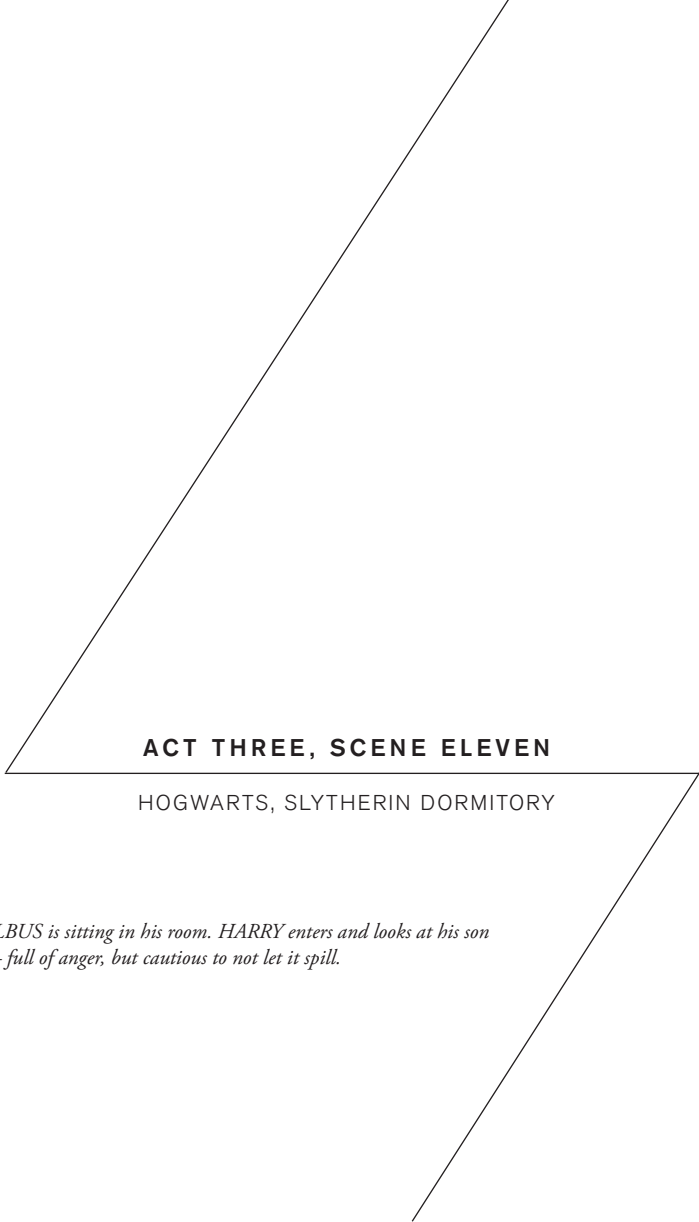 ACT THREE, SCENE ELEVEN
HOGWARTS, SLYTHERIN DORMITORY
LBUS is sitting in his room. HARRY enters and looks at his son
– full of anger, but cautious to not let it spill.